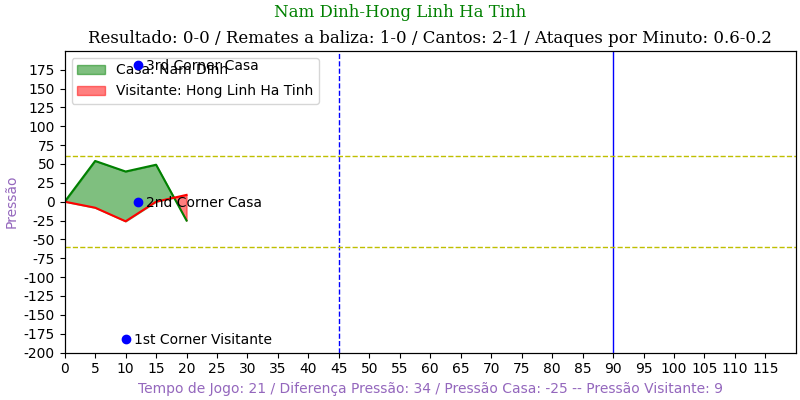 Nam Dinh-Hong Linh Ha Tinh
Resultado: 0-0 / Remates a baliza: 1-0 / Cantos: 2-1 / Ataques por Minuto: 0.6-0.2
Casa: Nam Dinh
Visitante: Hong Linh Ha Tinh
3rd Corner Casa
2nd Corner Casa
1st Corner Visitante
Pressão
175
150
125
100
75
50
25
0
-25
-50
-75
-100
-125
-150
-175
-200
0 5 10 15 20 25 30 35 40 45 50 55 60 65 70 75 80 85 90 95 100 105 110 115
Tempo de Jogo: 21 / Diferença Pressão: 34 / Pressão Casa: -25 -- Pressão Visitante: 9